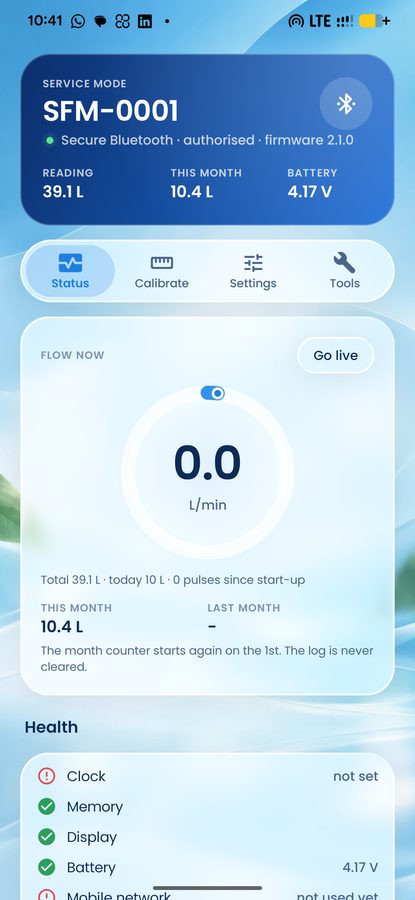 10:41
LTE
SERVICE MODE
SFM-0001
Secure Bluetooth · authorised · firmware 2.1.0
READING THIS MONTH BATTERY
39.1 L 10.4 L 4.17 V
Status Calibrate Settings Tools
FLOW NOW
Go live
0.0
L/min
Total 39.1 L · today 10 L · 0 pulses since start-up
THIS MONTH LAST MONTH
10.4 L –
The month counter starts again on the 1st. The log is never
cleared.
Health
Clock not set
Memory
Display
Battery 4.17 V
Mobile network not used yet